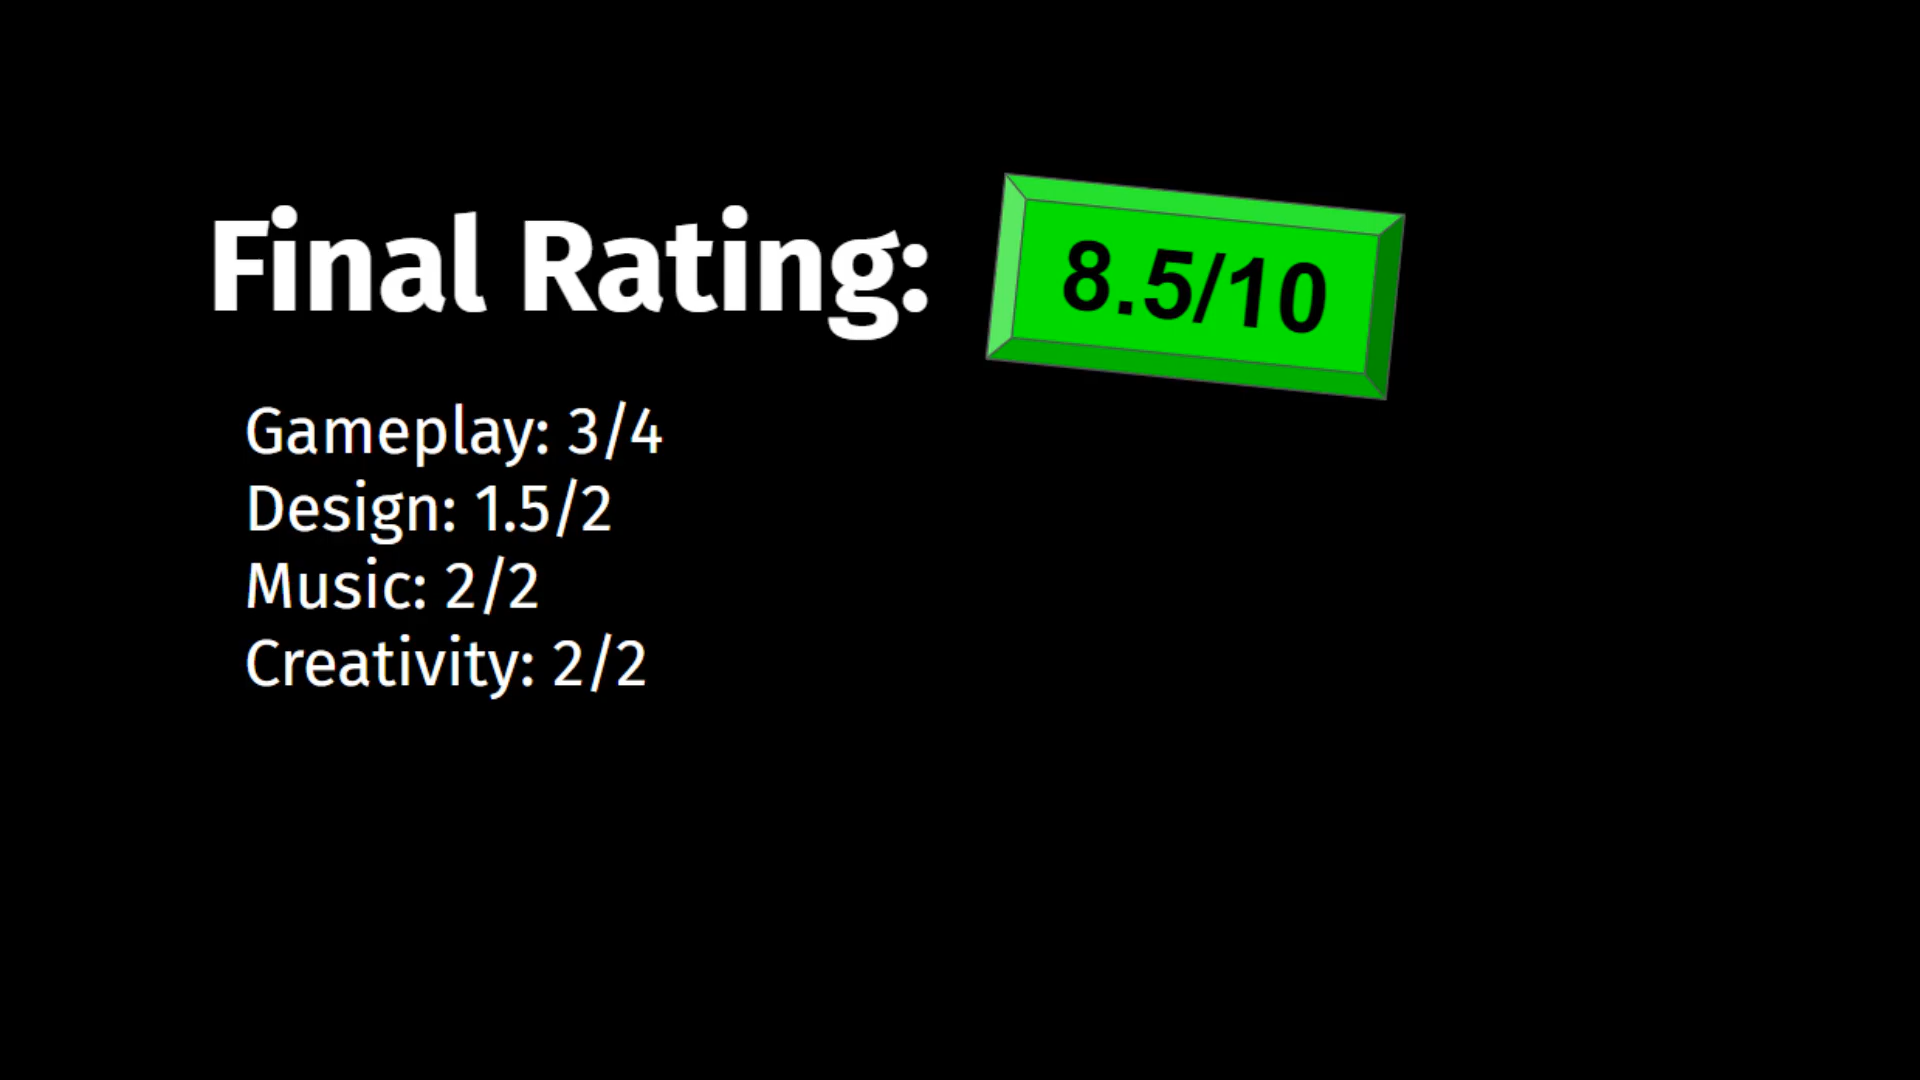 Final Rating: 8.5/10
Gameplay: 3/4
Design: 1.5/2
Music: 2/2
Creativity: 2/2